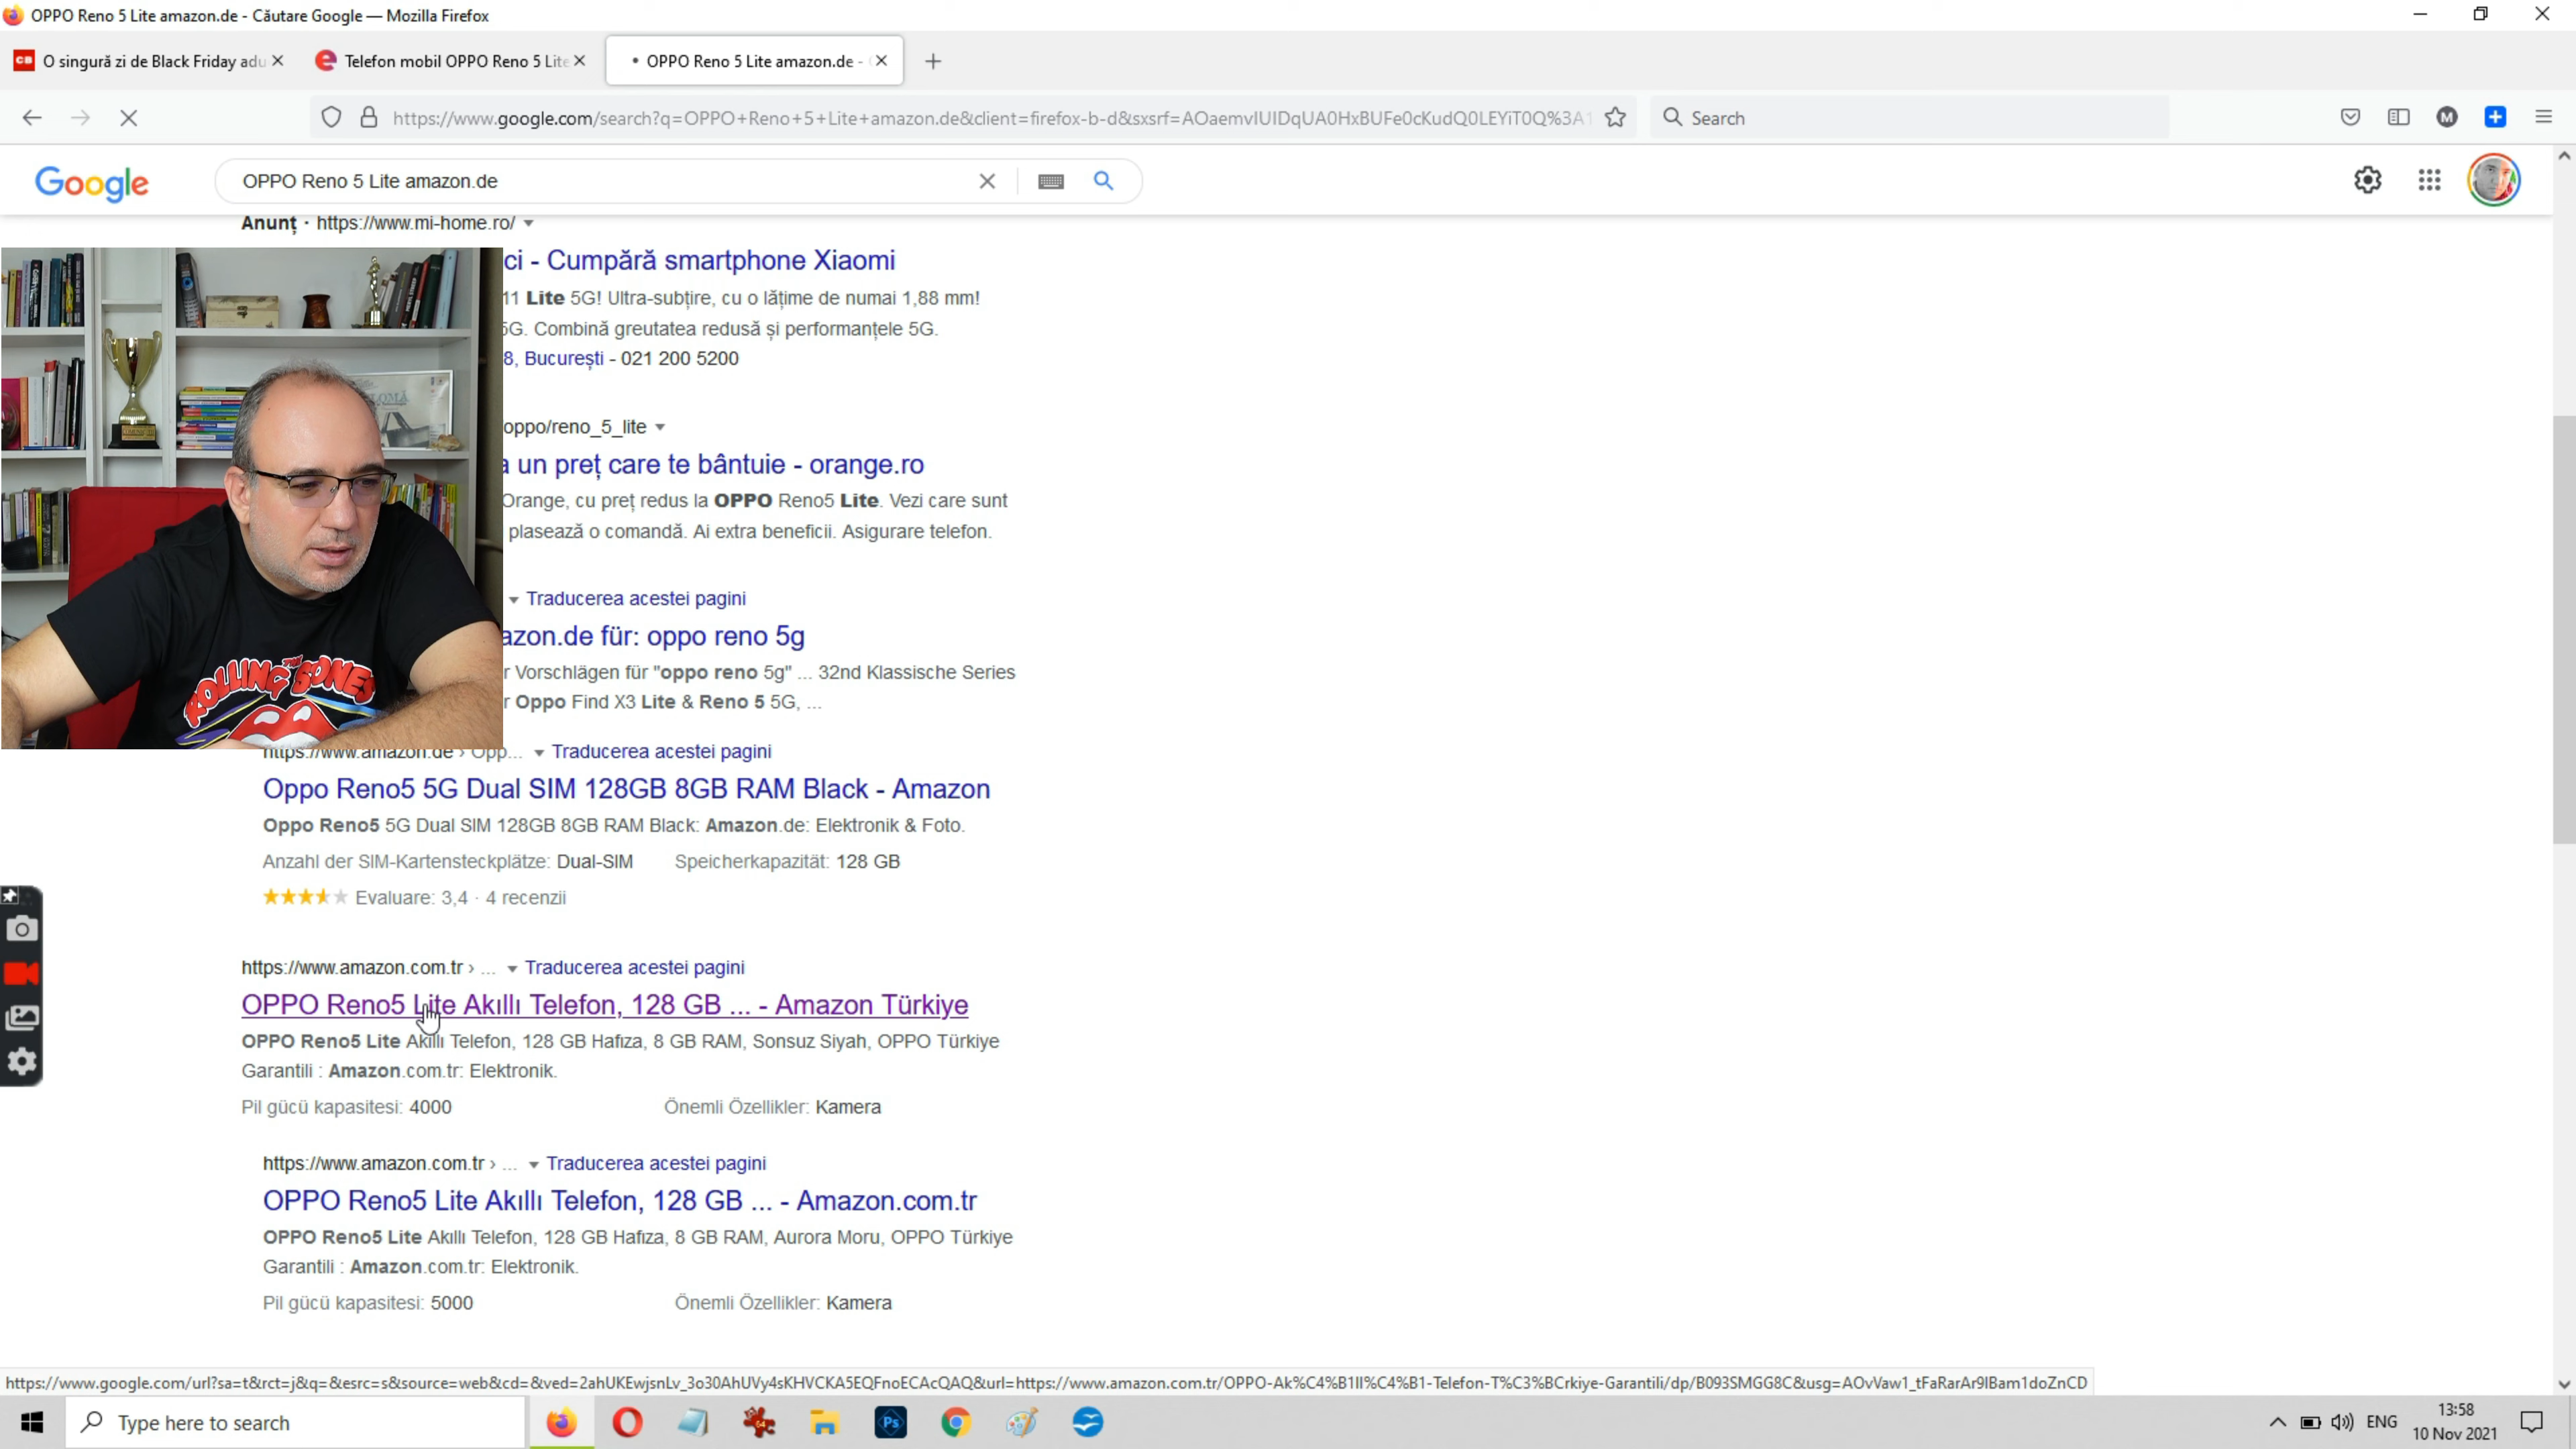 OPPO Reno 5 Lite amazon.de - Căutare Google — Mozilla Firefox
O singură zi de Black Friday adu
Telefon mobil OPPO Reno 5 Lite
OPPO Reno 5 Lite amazon.de -
https://www.google.com/search?q=OPPO+Reno+5+Lite+amazon.de&client=firefox-b-d&sxsrf=AOaemvIUIDqUA0HxBUFe0cKudQ0LEYiT0Q%3A1
Search
Google
OPPO Reno 5 Lite amazon.de
Anunț · https://www.mi-home.ro/
ci - Cumpără smartphone Xiaomi
11 Lite 5G! Ultra-subțire, cu o lățime de numai 1,88 mm!
5G. Combină greutatea redusă și performanțele 5G.
8, București - 021 200 5200
oppo/reno_5_lite
a un preț care te bântuie - orange.ro
Orange, cu preț redus la OPPO Reno5 Lite. Vezi care sunt
plasează o comandă. Ai extra beneficii. Asigurare telefon.
Traducerea acestei pagini
azon.de für: oppo reno 5g
r Vorschlägen für "oppo reno 5g" ... 32nd Klassische Series
r Oppo Find X3 Lite & Reno 5 5G, ...
https://www.amazon.de › Opp... Traducerea acestei pagini
Oppo Reno5 5G Dual SIM 128GB 8GB RAM Black - Amazon
Oppo Reno5 5G Dual SIM 128GB 8GB RAM Black: Amazon.de: Elektronik & Foto.
Anzahl der SIM-Kartensteckplätze: Dual-SIM Speicherkapazität: 128 GB
Evaluare: 3,4 · 4 recenzii
https://www.amazon.com.tr › ... Traducerea acestei pagini
OPPO Reno5 Lite Akıllı Telefon, 128 GB ... - Amazon Türkiye
OPPO Reno5 Lite Akıllı Telefon, 128 GB Hafıza, 8 GB RAM, Sonsuz Siyah, OPPO Türkiye
Garantili : Amazon.com.tr: Elektronik.
Pil gücü kapasitesi: 4000 Önemli Özellikler: Kamera
https://www.amazon.com.tr › ... Traducerea acestei pagini
OPPO Reno5 Lite Akıllı Telefon, 128 GB ... - Amazon.com.tr
OPPO Reno5 Lite Akıllı Telefon, 128 GB Hafıza, 8 GB RAM, Aurora Moru, OPPO Türkiye
Garantili : Amazon.com.tr: Elektronik.
Pil gücü kapasitesi: 5000 Önemli Özellikler: Kamera
THE ROLLING STONES
https://www.google.com/url?sa=t&rct=j&q=&esrc=s&source=web&cd=&ved=2ahUKEwjsnLv_3o30AhUVy4sKHVCKA5EQFnoECAcQAQ&url=https://www.amazon.com.tr/OPPO-Ak%C4%B1ll%C4%B1-Telefon-T%C3%BCrkiye-Garantili/dp/B093SMGG8C&usg=AOvVaw1_tFaRarAr9IBam1doZnCD
Type here to search
ENG
13:58
10 Nov 2021